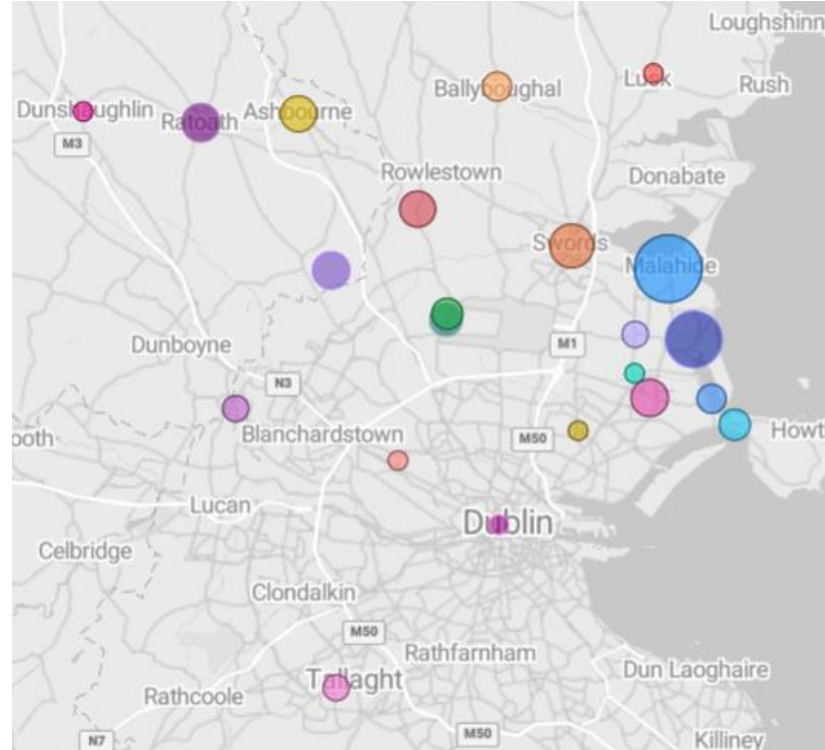 Loughshinn
Lusk
Rush
Ballyboughal
Dunshaughlin
Ratoath
Ashbourne
M3
Rowlestown
Donabate
Swords
Malahide
Dunboyne
M1
N3
Blanchardstown
M50
Howt
ooth
Lucan
Dublin
Celbridge
Clondalkin
M50
Rathfarnham
Tallaght
Dun Laoghaire
Rathcoole
N7
M50
Killiney